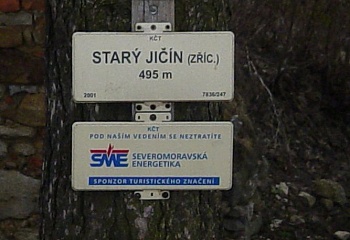 KČT
STARÝ JIČÍN (ZŘÍC.)
495 m
2001 7836/247
KČT
POD NAŠÍM VEDENÍM SE NEZTRATÍTE
SME SEVEROMORAVSKÁ
ENERGETIKA
SPONZOR TURISTICKÉHO ZNAČENÍ